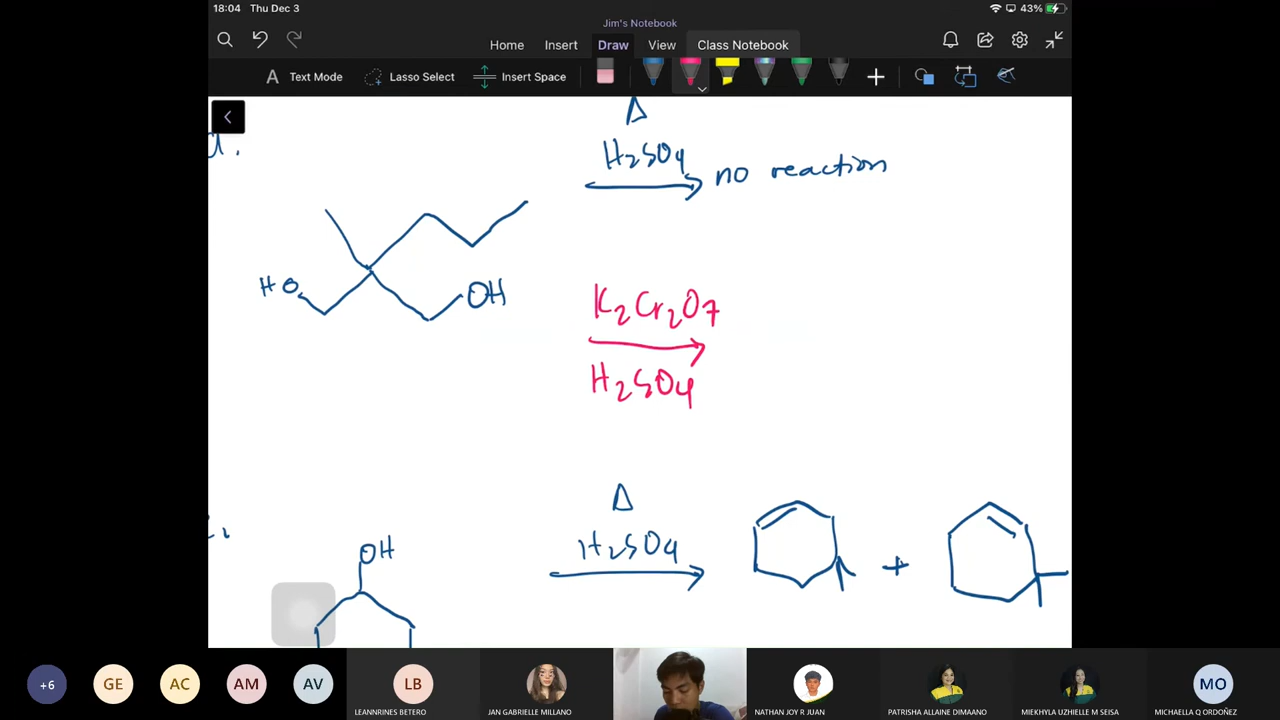 18:04 Thu Dec 3
43%
Jim's Notebook
Home Insert Draw View Class Notebook
Text Mode Lasso Select Insert Space
d.
Δ
H2SO4
no reaction
HO
OH
K2Cr2O7
H2SO4
Δ
H2SO4
OH
+
+6 GE AC AM AV LB MO
LEANNRINES BETERO JAN GABRIELLE MILLANO NATHAN JOY R JUAN PATRISHA ALLAINE DIMAANO MIEKHYLA UZHIELLE M SEISA MICHAELLA Q ORDOÑEZ